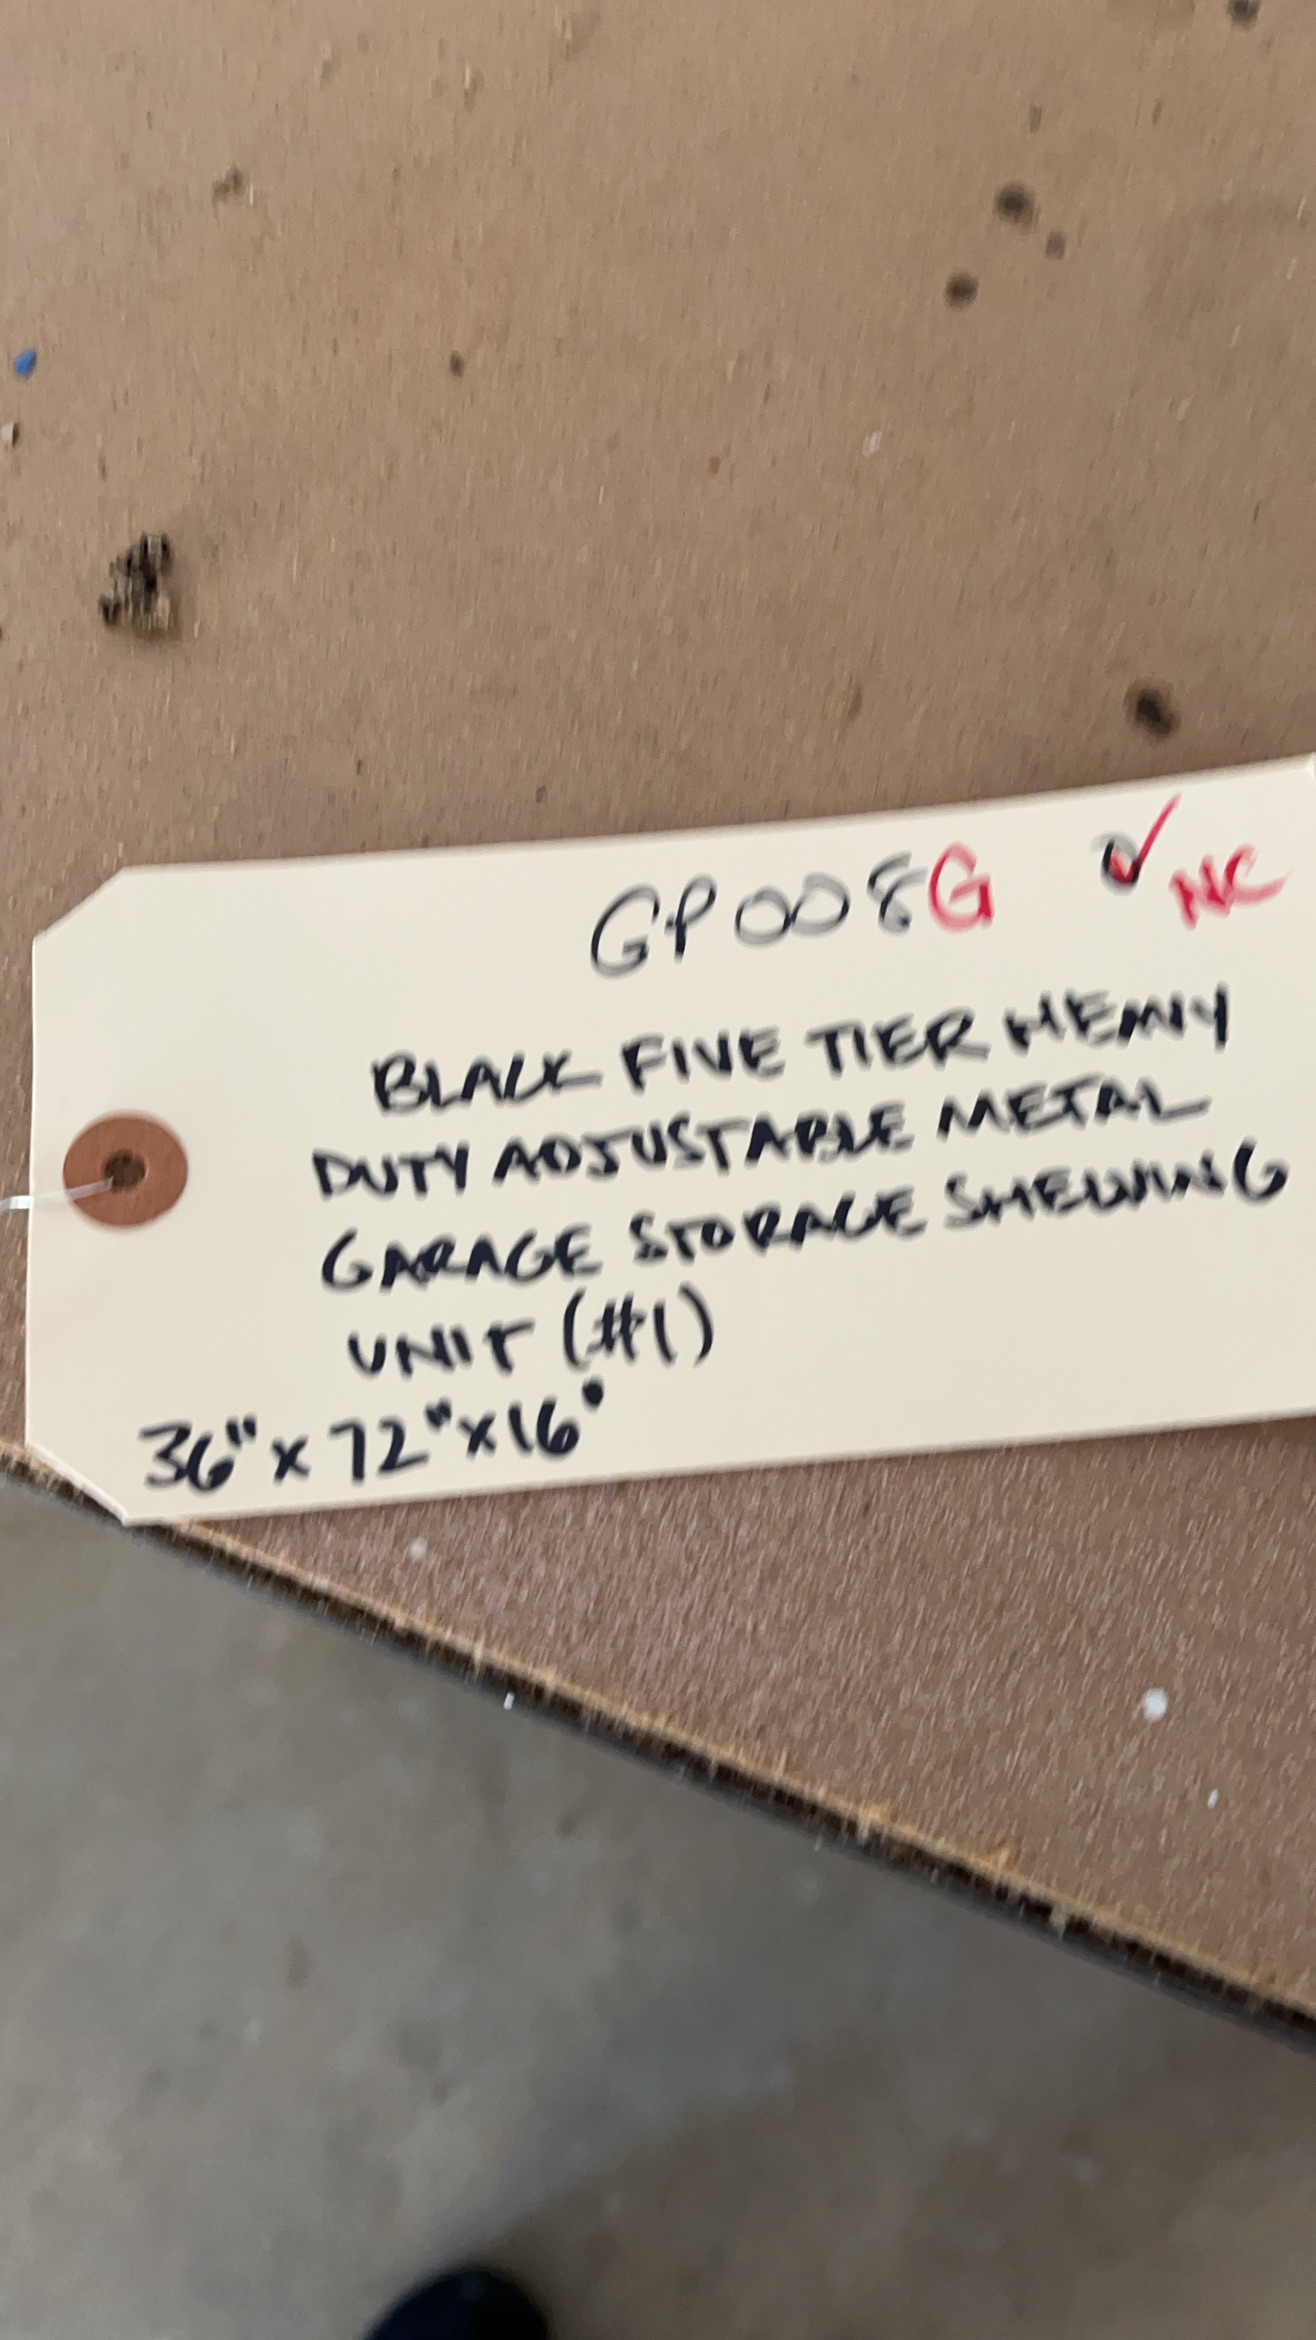 GP008G ✓ NC
BLACK FIVE TIER HEAVY
DUTY ADJUSTABLE METAL
GARAGE STORAGE SHELVING
UNIT (#1)
36" x 72" x 16"